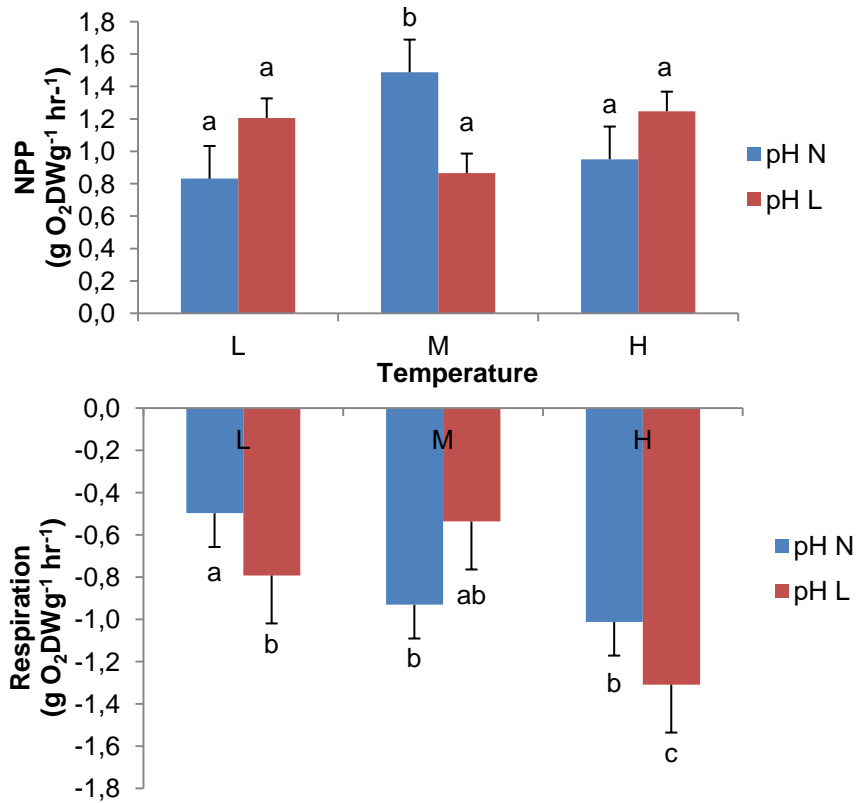 NPP
(g O₂DWg⁻¹ hr-¹)
1,8
1,6
1,4
1,2
1,0
0,8
0,6
0,4
0,2
0,0
a
a
b
a
a
a
L
M
H
Temperature
pH N
pH L
Respiration
(g O₂DWg⁻¹ hr⁻¹)
0,0
-0,2
-0,4
-0,6
-0,8
-1,0
-1,2
-1,4
-1,6
-1,8
L
M
H
a
b
b
ab
b
c
pH N
pH L